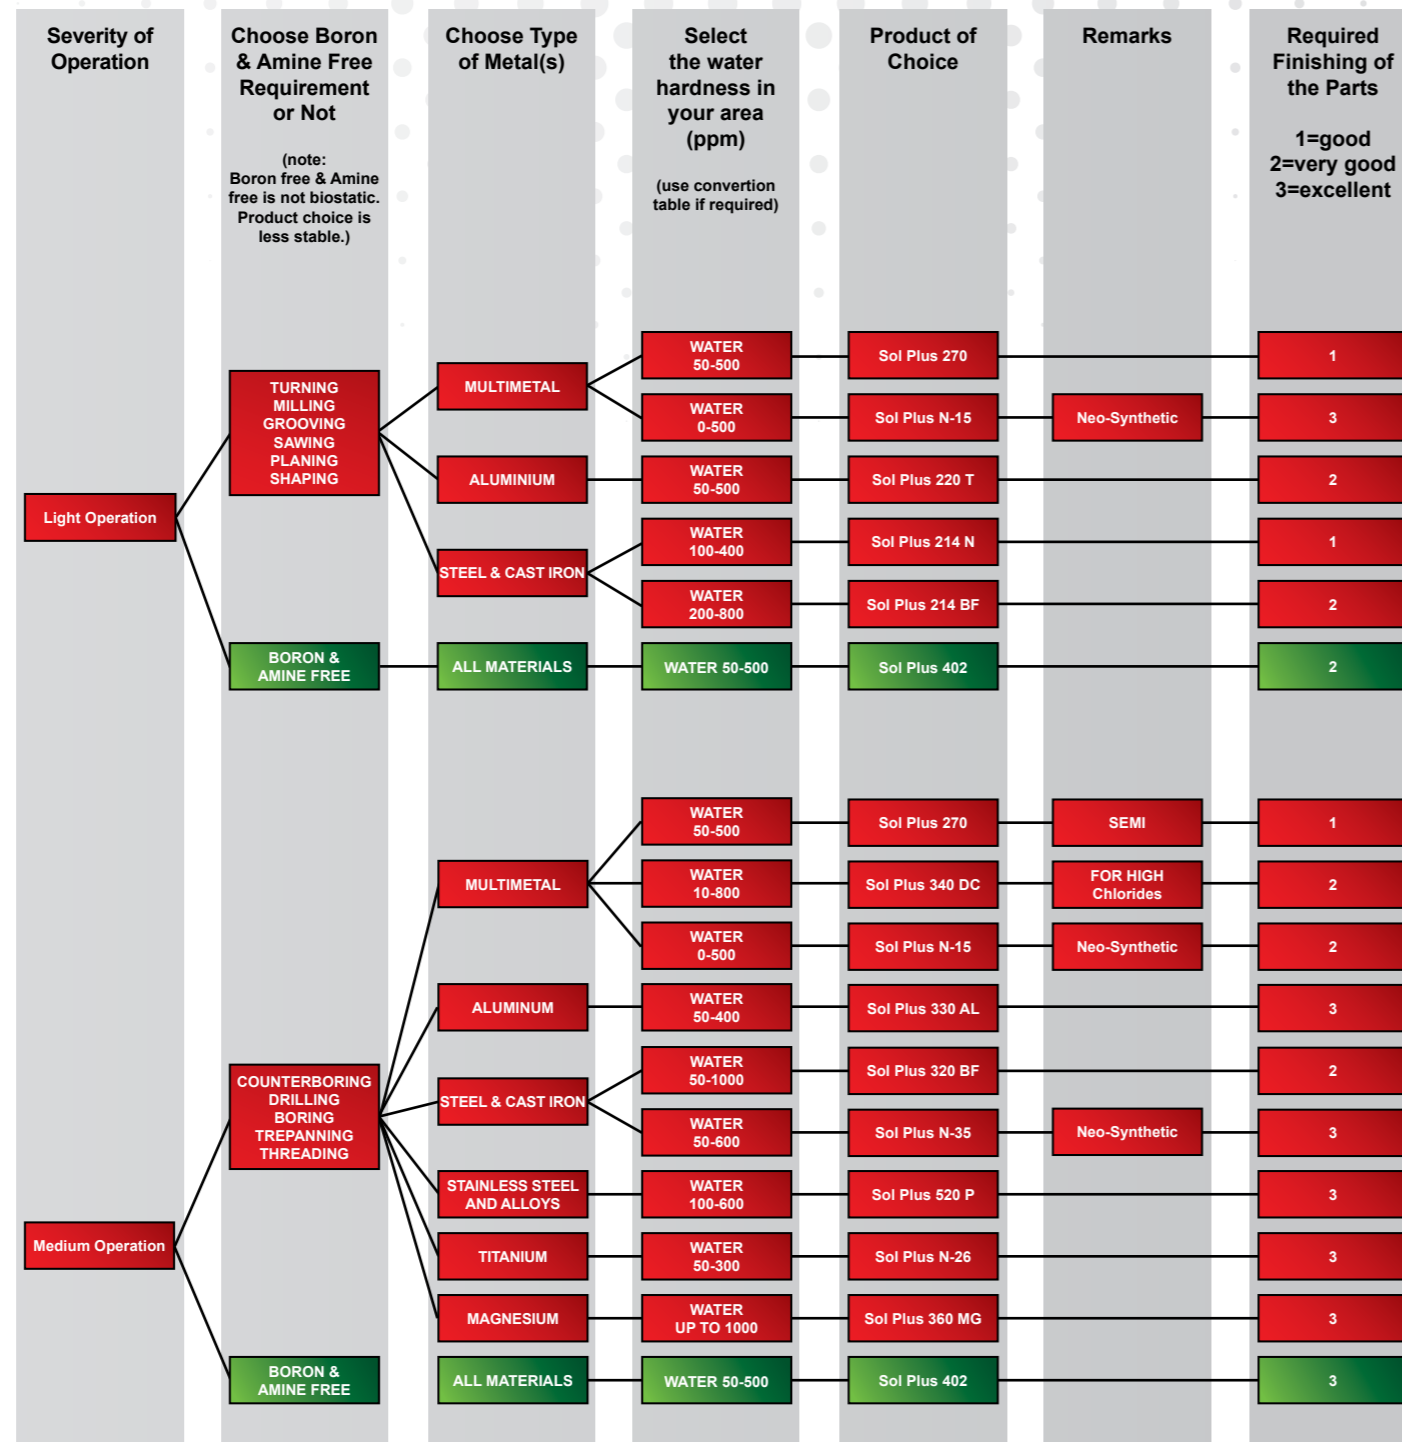 Severity of
Operation
Choose Boron
& Amine Free
Requirement
or Not
(note:
Boron free & Amine
free is not biostatic.
Product choice is
less stable.)
Choose Type
of Metal(s)
Select
the water
hardness in
your area
(ppm)
(use convertion
table if required)
Product of
Choice
Remarks
Required
Finishing of
the Parts
1=good
2=very good
3=excellent
Light Operation
TURNING
MILLING
GROOVING
SAWING
PLANING
SHAPING
MULTIMETAL
WATER
50-500
Sol Plus 270
1
WATER
0-500
Sol Plus N-15
Neo-Synthetic
3
ALUMINIUM
WATER
50-500
Sol Plus 220 T
2
STEEL & CAST IRON
WATER
100-400
Sol Plus 214 N
1
WATER
200-800
Sol Plus 214 BF
2
BORON &
AMINE FREE
ALL MATERIALS
WATER 50-500
Sol Plus 402
2
Medium Operation
COUNTERBORING
DRILLING
BORING
TREPANNING
THREADING
MULTIMETAL
WATER
50-500
Sol Plus 270
SEMI
1
WATER
10-800
Sol Plus 340 DC
FOR HIGH
Chlorides
2
WATER
0-500
Sol Plus N-15
Neo-Synthetic
2
ALUMINUM
WATER
50-400
Sol Plus 330 AL
3
STEEL & CAST IRON
WATER
50-1000
Sol Plus 320 BF
2
WATER
50-600
Sol Plus N-35
Neo-Synthetic
3
STAINLESS STEEL
AND ALLOYS
WATER
100-600
Sol Plus 520 P
3
TITANIUM
WATER
50-300
Sol Plus N-26
3
MAGNESIUM
WATER
UP TO 1000
Sol Plus 360 MG
3
BORON &
AMINE FREE
ALL MATERIALS
WATER 50-500
Sol Plus 402
3